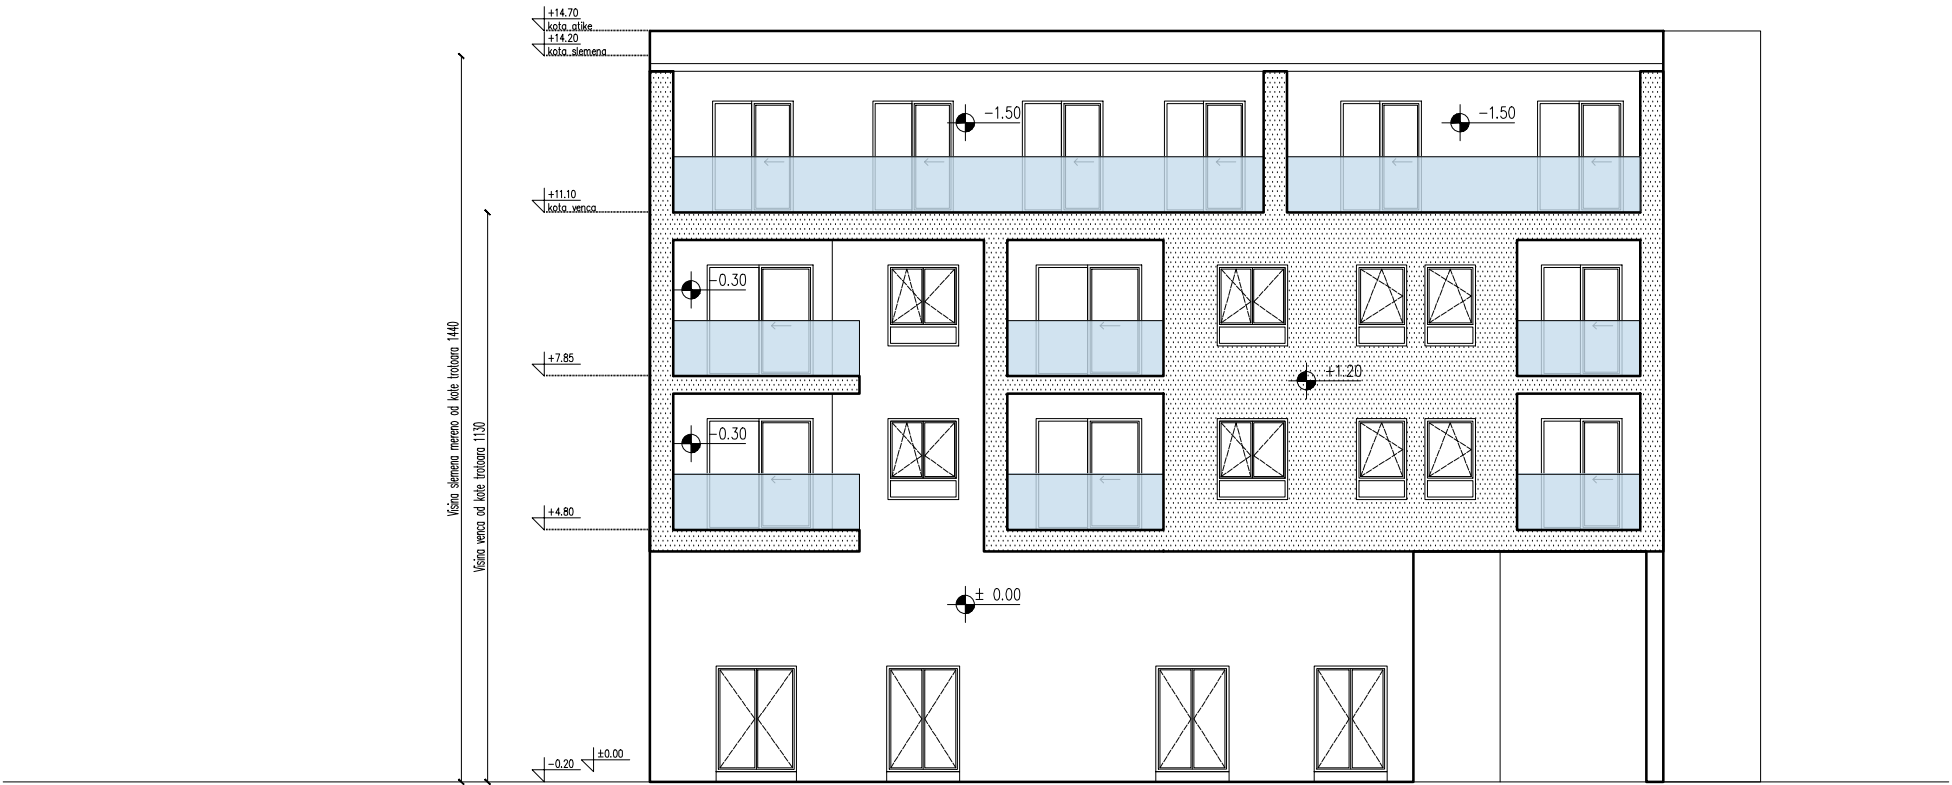 +14.70
kota atike
+14.20
kota slemena
-1.50
-1.50
+11.10
kota venca
-0.30
+7.85
+1.20
-0.30
+4.80
± 0.00
±0.00
-0.20
Visina slemena mereno od kote trotoara 1440
Visina venca od kote trotoara 1130